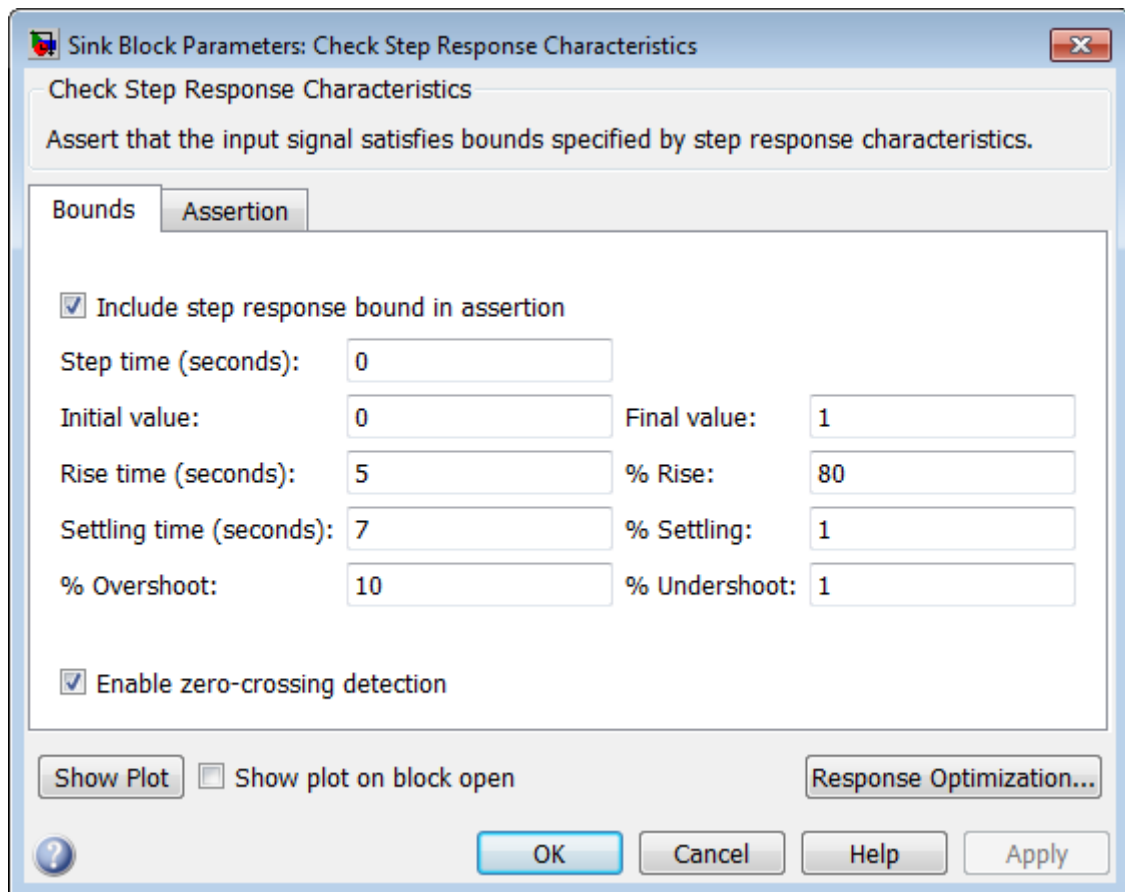 Sink Block Parameters: Check Step Response Characteristics
Check Step Response Characteristics
Assert that the input signal satisfies bounds specified by step response characteristics.
Bounds Assertion
Include step response bound in assertion
Step time (seconds): 0
Initial value: 0 Final value: 1
Rise time (seconds): 5 % Rise: 80
Settling time (seconds): 7 % Settling: 1
% Overshoot: 10 % Undershoot: 1
Enable zero-crossing detection
Show Plot Show plot on block open Response Optimization...
? OK Cancel Help Apply